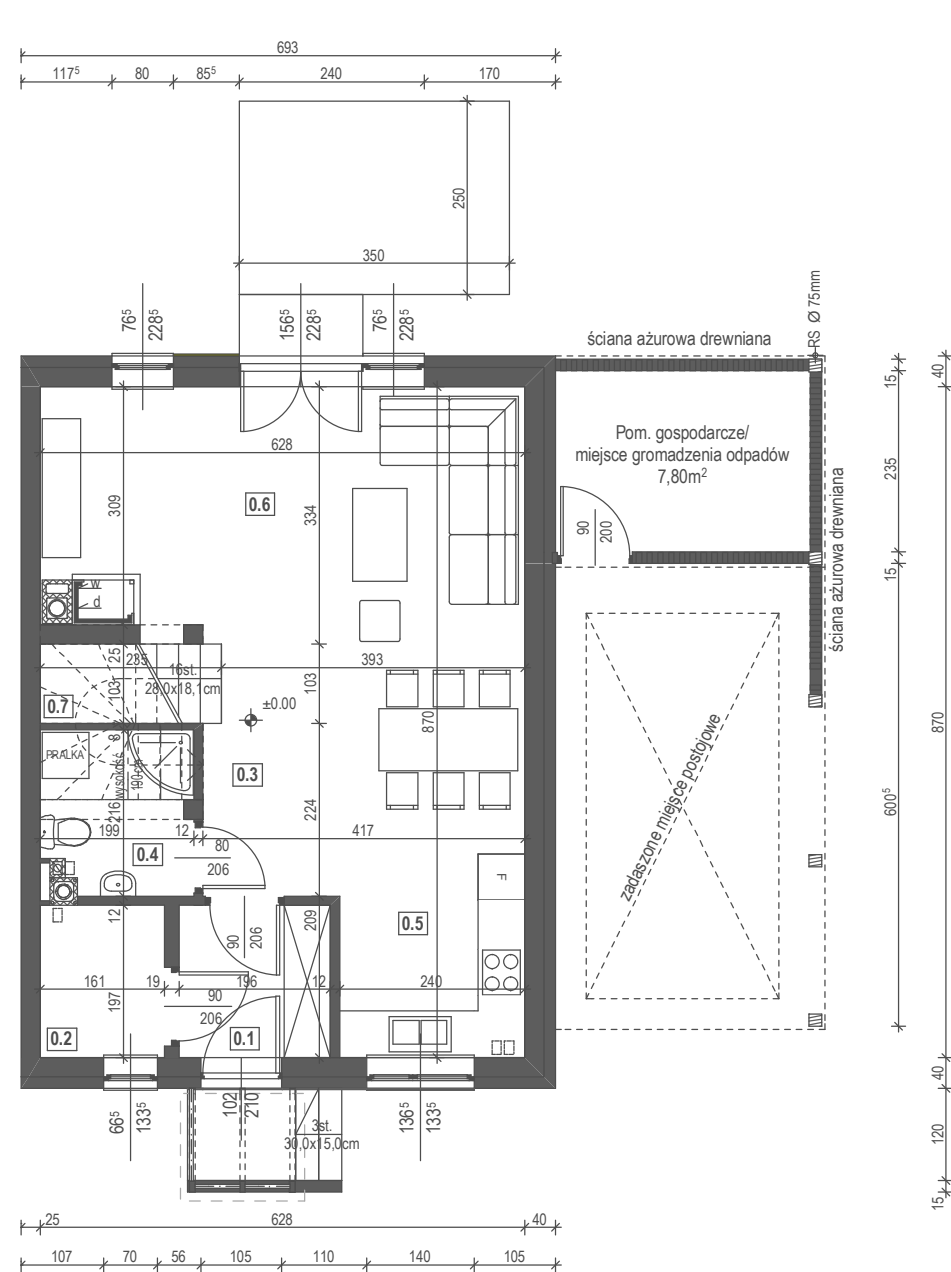 693
117⁵ 80 85⁵ 240 170
250
350
76⁵ 228⁵
156⁵ 228⁵
76⁵ 228⁵
RS Ø 75mm
ściana ażurowa drewniana
15 40
628
Pom. gospodarcze/
miejsce gromadzenia odpadów
7,80m²
235
ściana ażurowa drewniana
309
0.6
334
90 200
15
w
d
25 235 16st. 393
28,0x18,1cm
103
103
0.7
±0.00
870
870
PRALKA
8
wysokość
190cm
0.3
zadaszone miejsce postojowe
600⁵
216
224
199 12 417
80
206
0.4
F
12
209
0.5
90 206
161 19 196 12 240
197
90
206
0.2
0.1
40
66⁵ 133⁵
102 210
136⁵ 133⁵
3st.
30,0x15,0cm
120
15
25 628 40
107 70 56 105 110 140 105